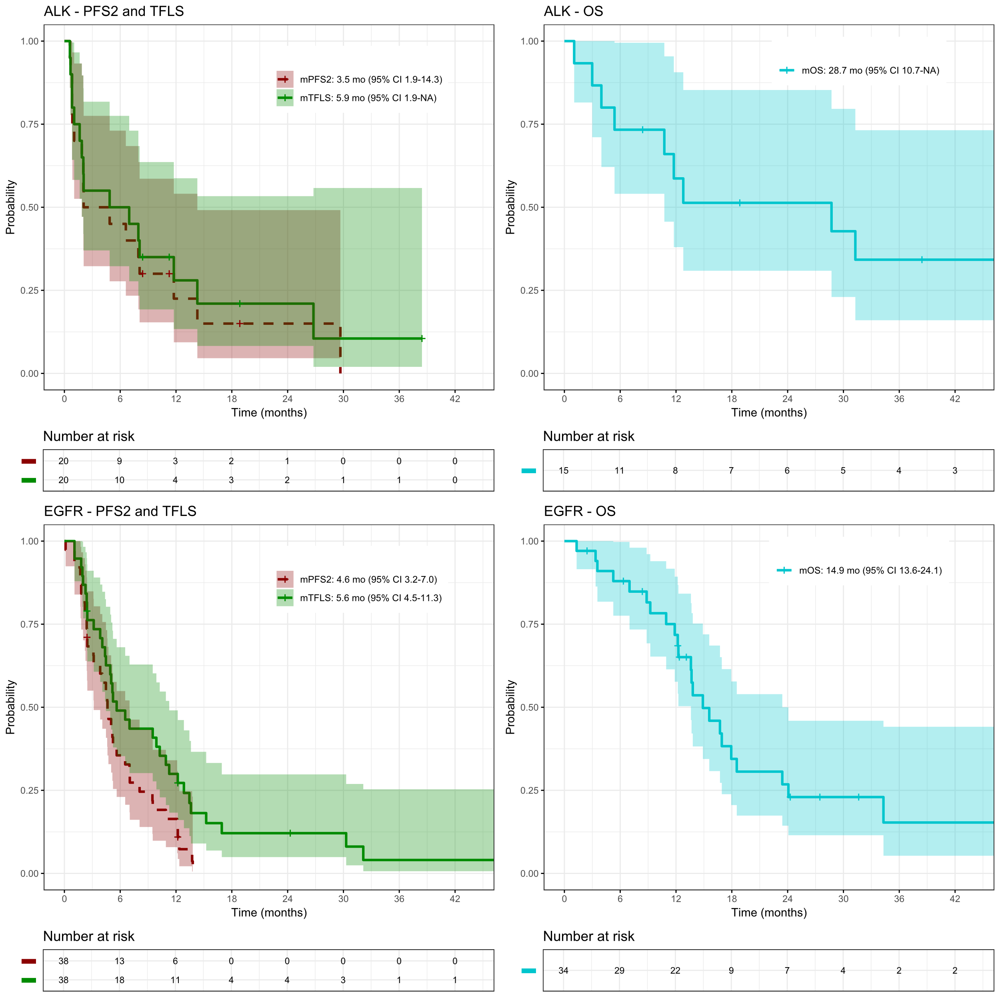 ALK - PFS2 and TFLS
1.00
0.75
0.50
0.25
0.00
Probability
mPFS2: 3.5 mo (95% CI 1.9-14.3)
mTFLS: 5.9 mo (95% CI 1.9-NA)
0 6 12 18 24 30 36 42
Time (months)
Number at risk
20 9 3 2 1 0 0 0
20 10 4 3 2 1 1 0
ALK - OS
1.00
0.75
0.50
0.25
0.00
Probability
mOS: 28.7 mo (95% CI 10.7-NA)
0 6 12 18 24 30 36 42
Time (months)
Number at risk
15 11 8 7 6 5 4 3
EGFR - PFS2 and TFLS
1.00
0.75
0.50
0.25
0.00
Probability
mPFS2: 4.6 mo (95% CI 3.2-7.0)
mTFLS: 5.6 mo (95% CI 4.5-11.3)
0 6 12 18 24 30 36 42
Time (months)
Number at risk
38 13 6 0 0 0 0 0
38 18 11 4 4 3 1 1
EGFR - OS
1.00
0.75
0.50
0.25
0.00
Probability
mOS: 14.9 mo (95% CI 13.6-24.1)
0 6 12 18 24 30 36 42
Time (months)
Number at risk
34 29 22 9 7 4 2 2